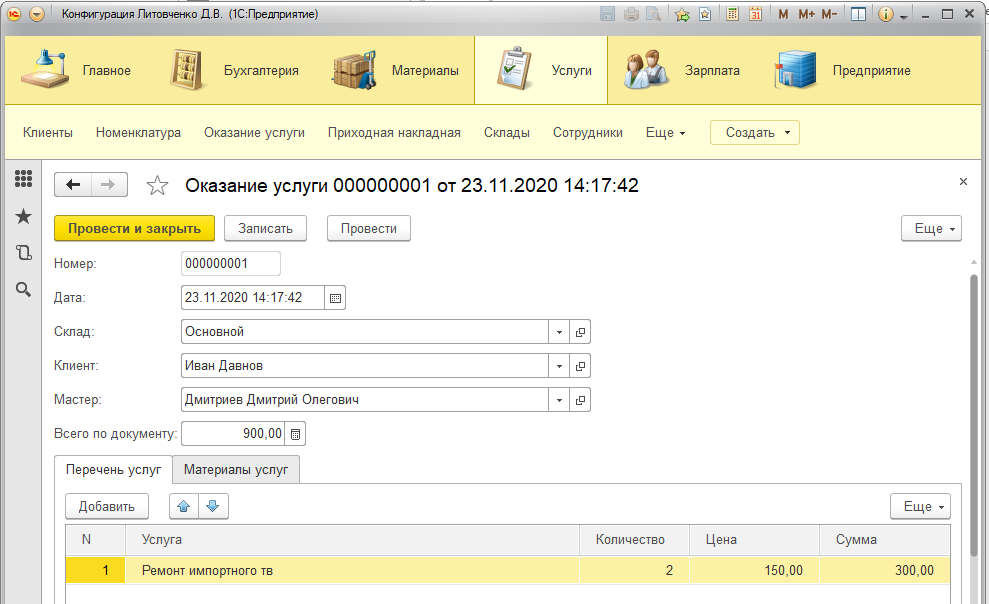 Конфигурация Литовченко Д.В. (1С:Предприятие)
M M+ M-
Главное Бухгалтерия Материалы Услуги Зарплата Предприятие
Клиенты Номенклатура Оказание услуги Приходная накладная Склады Сотрудники Еще Создать
Оказание услуги 000000001 от 23.11.2020 14:17:42
Провести и закрыть Записать Провести Еще
Номер: 000000001
Дата: 23.11.2020 14:17:42
Склад: Основной
Клиент: Иван Давнов
Мастер: Дмитриев Дмитрий Олегович
Всего по документу: 900,00
Перечень услуг Материалы услуг
Добавить Еще
N Услуга Количество Цена Сумма
1 Ремонт импортного тв 2 150,00 300,00